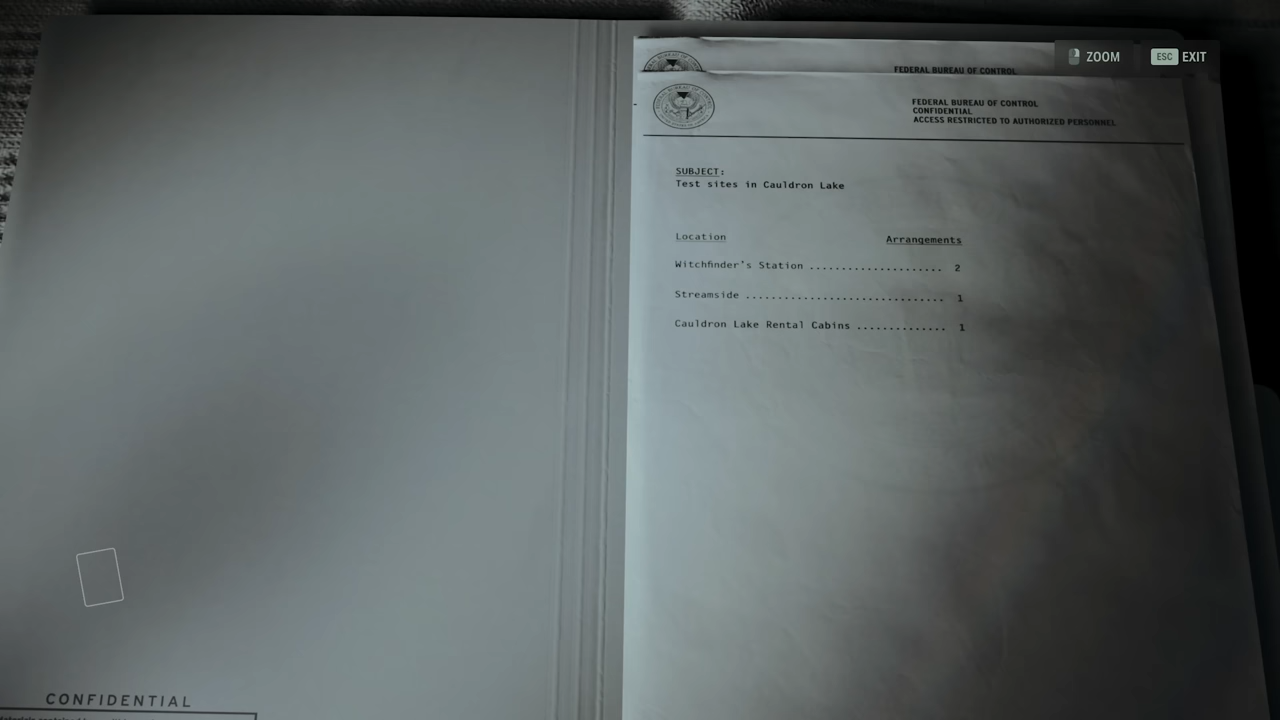 ZOOM
ESC EXIT
FEDERAL BUREAU OF CONTROL
FEDERAL BUREAU OF CONTROL
CONFIDENTIAL
ACCESS RESTRICTED TO AUTHORIZED PERSONNEL
SUBJECT:
Test sites in Cauldron Lake
Location Arrangements
Witchfinder's Station ..................... 2
Streamside ............................... 1
Cauldron Lake Rental Cabins .............. 1
CONFIDENTIAL